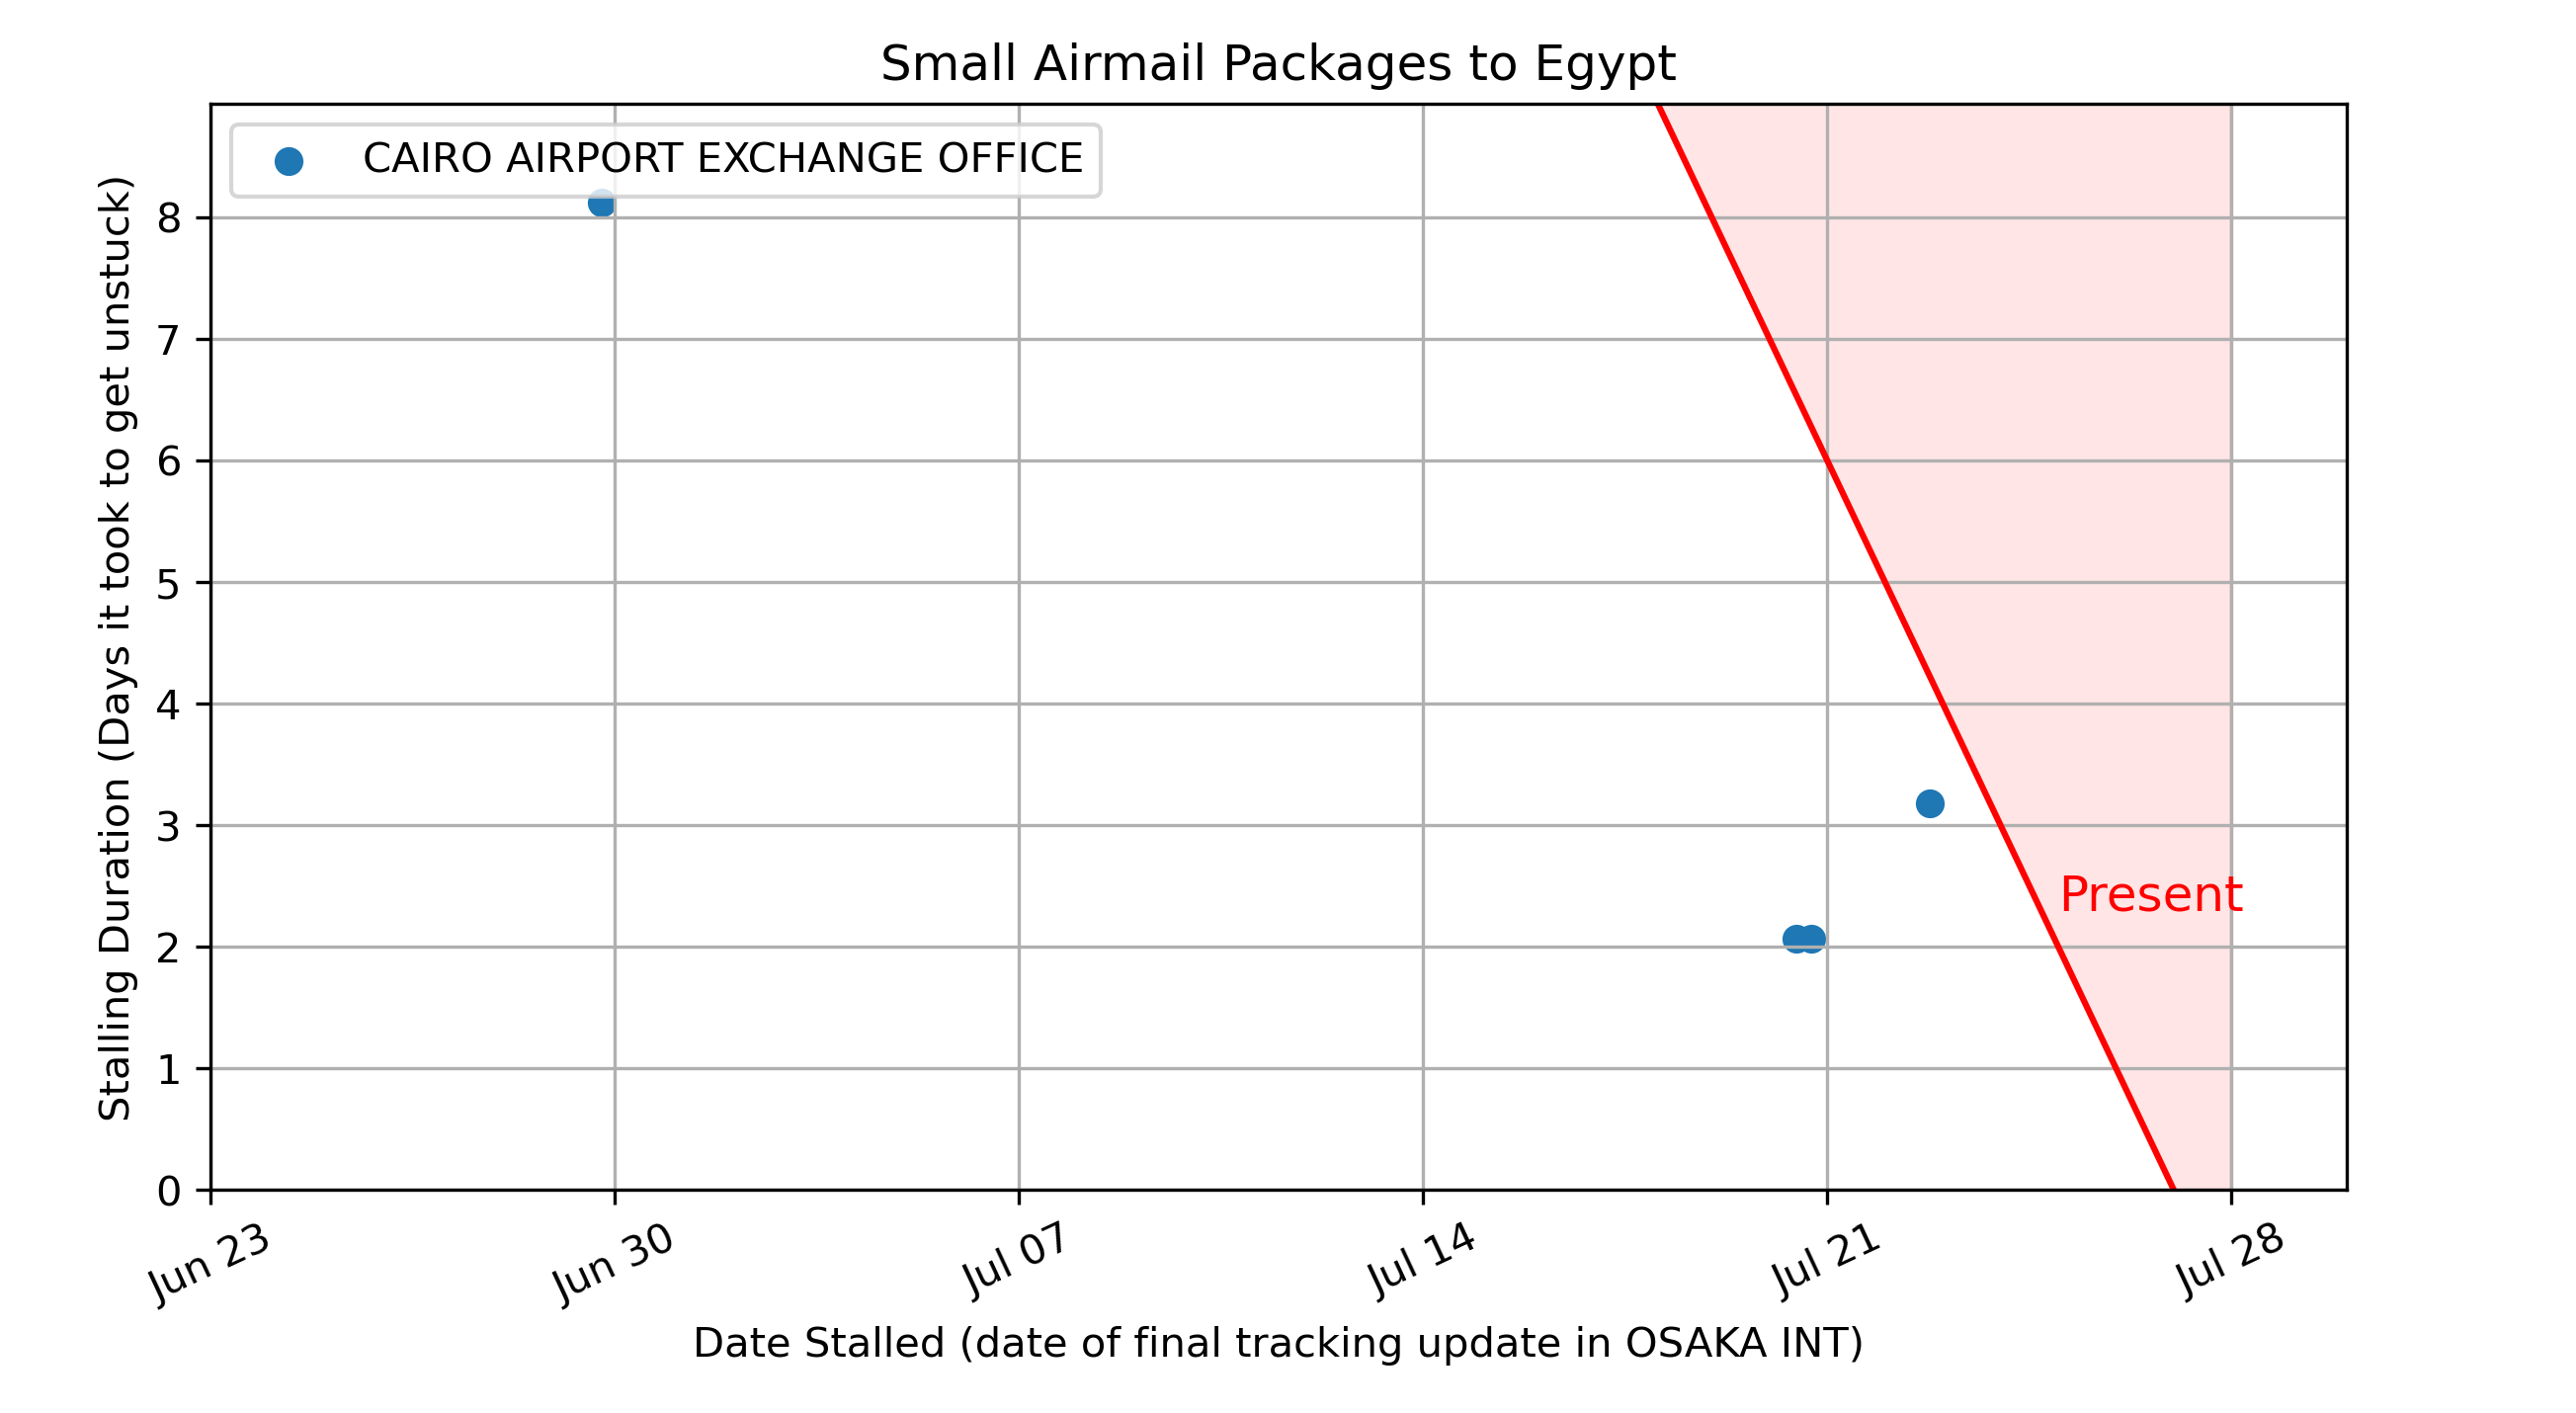 Small Airmail Packages to Egypt
CAIRO AIRPORT EXCHANGE OFFICE
Stalling Duration (Days it took to get unstuck)
8
7
6
5
4
3
2
1
0
Present
Jun 23
Jun 30
Jul 07
Jul 14
Jul 21
Jul 28
Date Stalled (date of final tracking update in OSAKA INT)